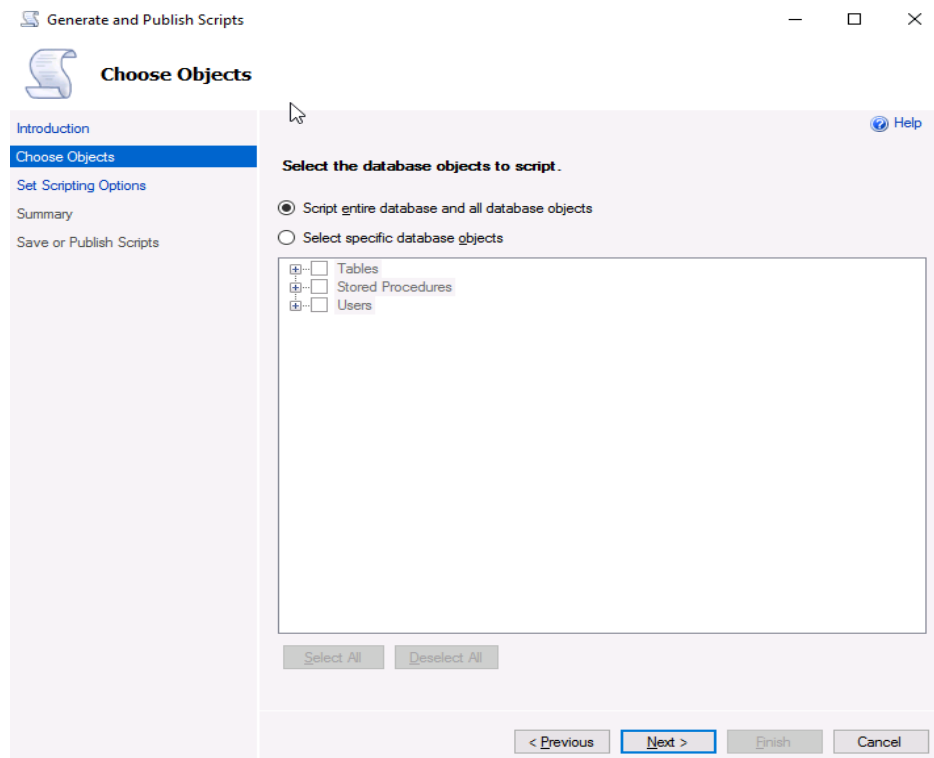 Generate and Publish Scripts
Choose Objects
Introduction
Choose Objects
Set Scripting Options
Summary
Save or Publish Scripts
Help
Select the database objects to script.
Script entire database and all database objects
Select specific database objects
Tables
Stored Procedures
Users
Select All Deselect All
< Previous Next > Finish Cancel